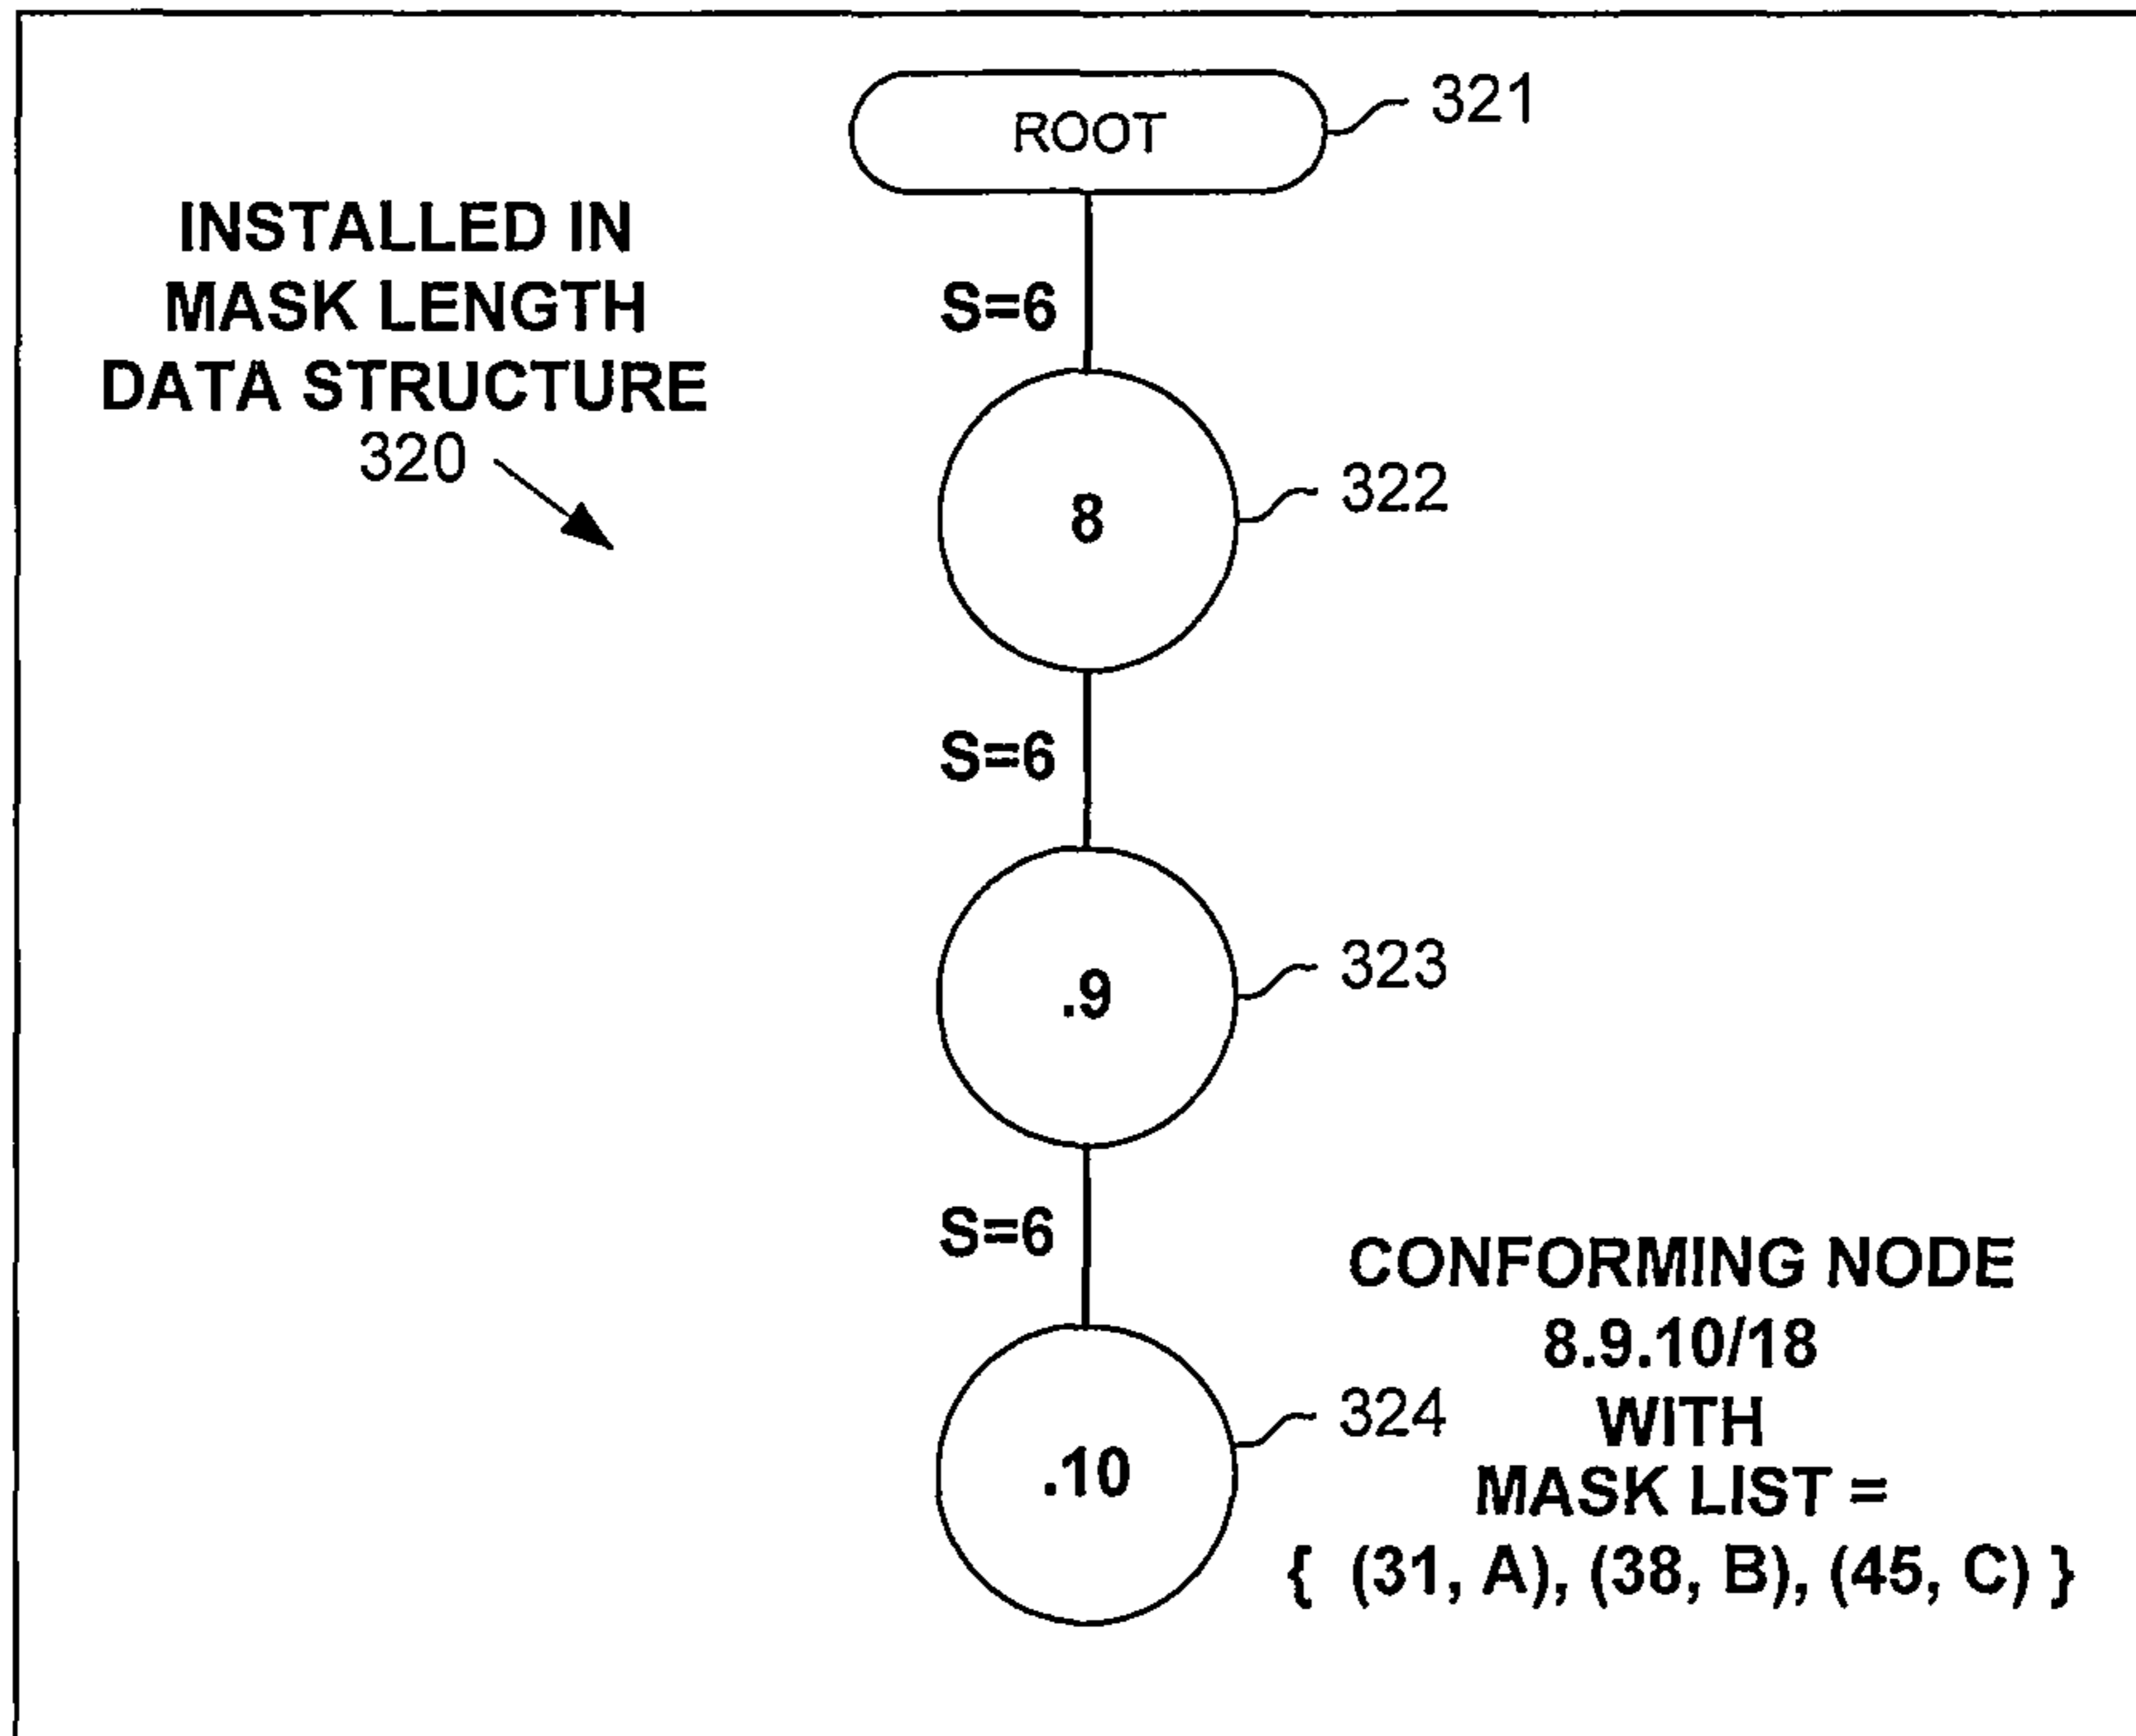 ROOT
321
INSTALLED IN
MASK LENGTH
DATA STRUCTURE
320
S=6
8
322
S=6
.9
323
S=6
.10
324
CONFORMING NODE
8.9.10/18
WITH
MASK LIST =
{ (31, A), (38, B), (45, C) }